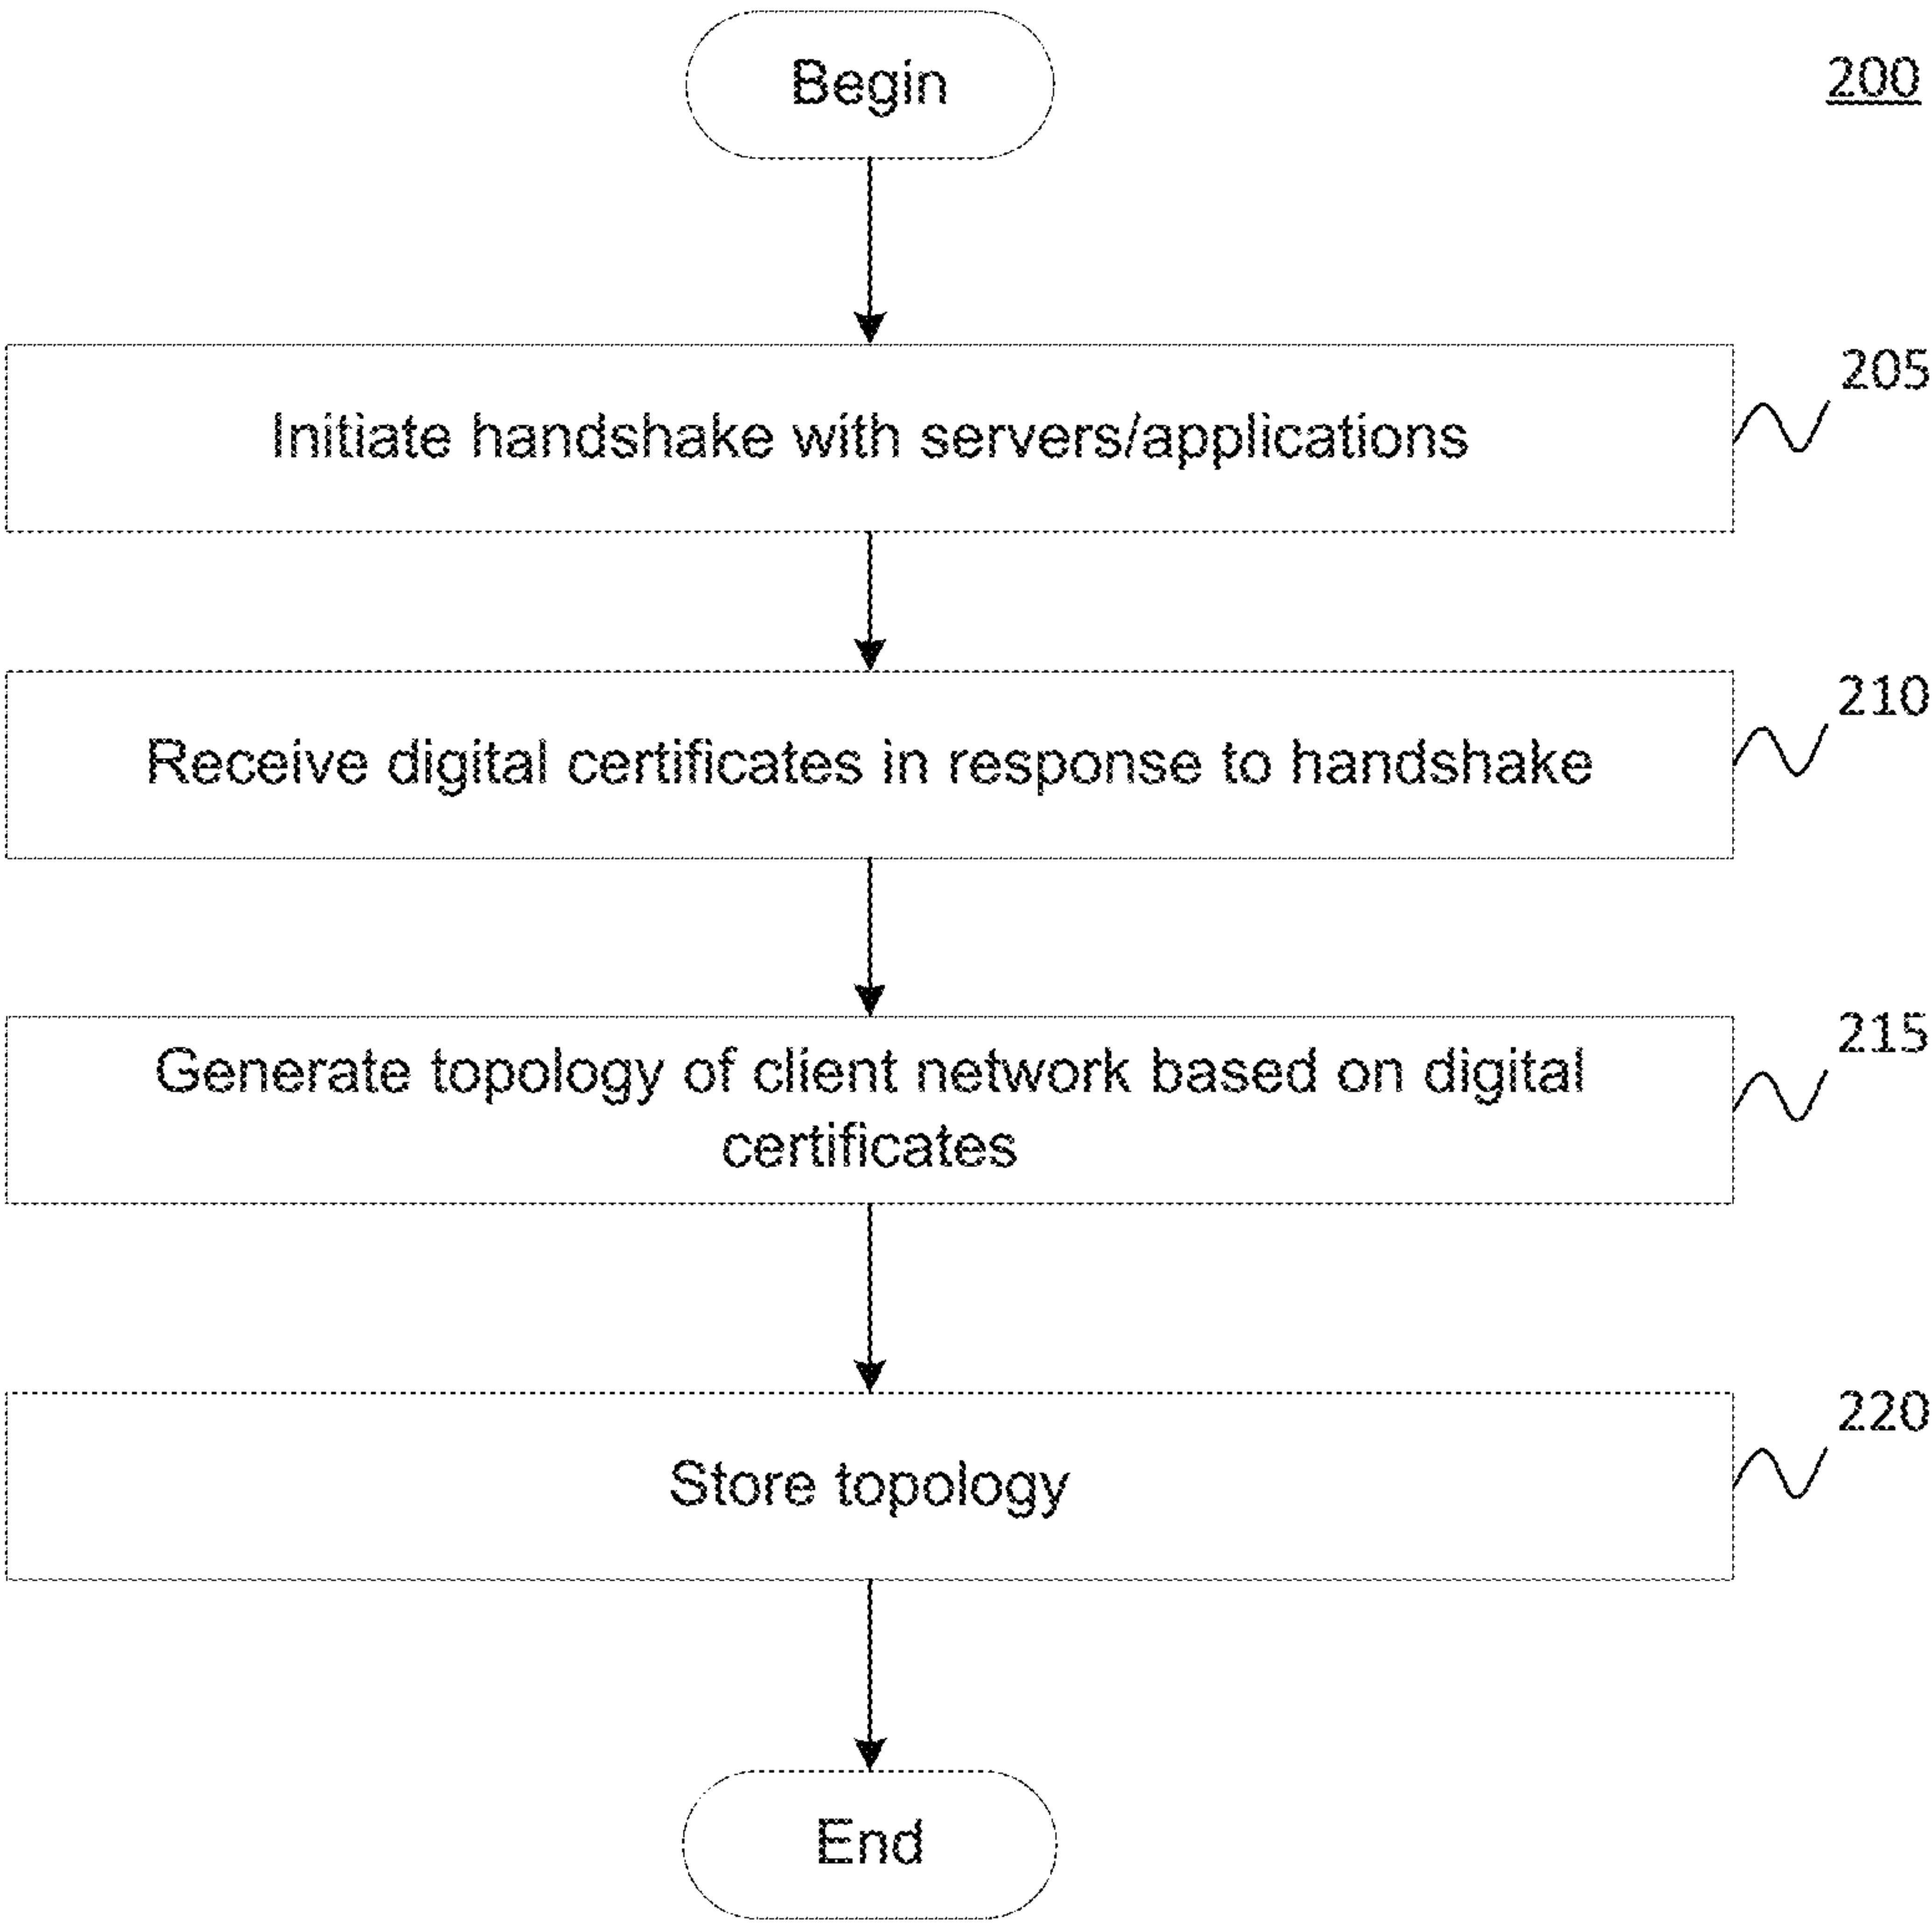 Begin
200
205
Initiate handshake with servers/applications
210
Receive digital certificates in response to handshake
215
Generate topology of client network based on digital
certificates
220
Store topology
End